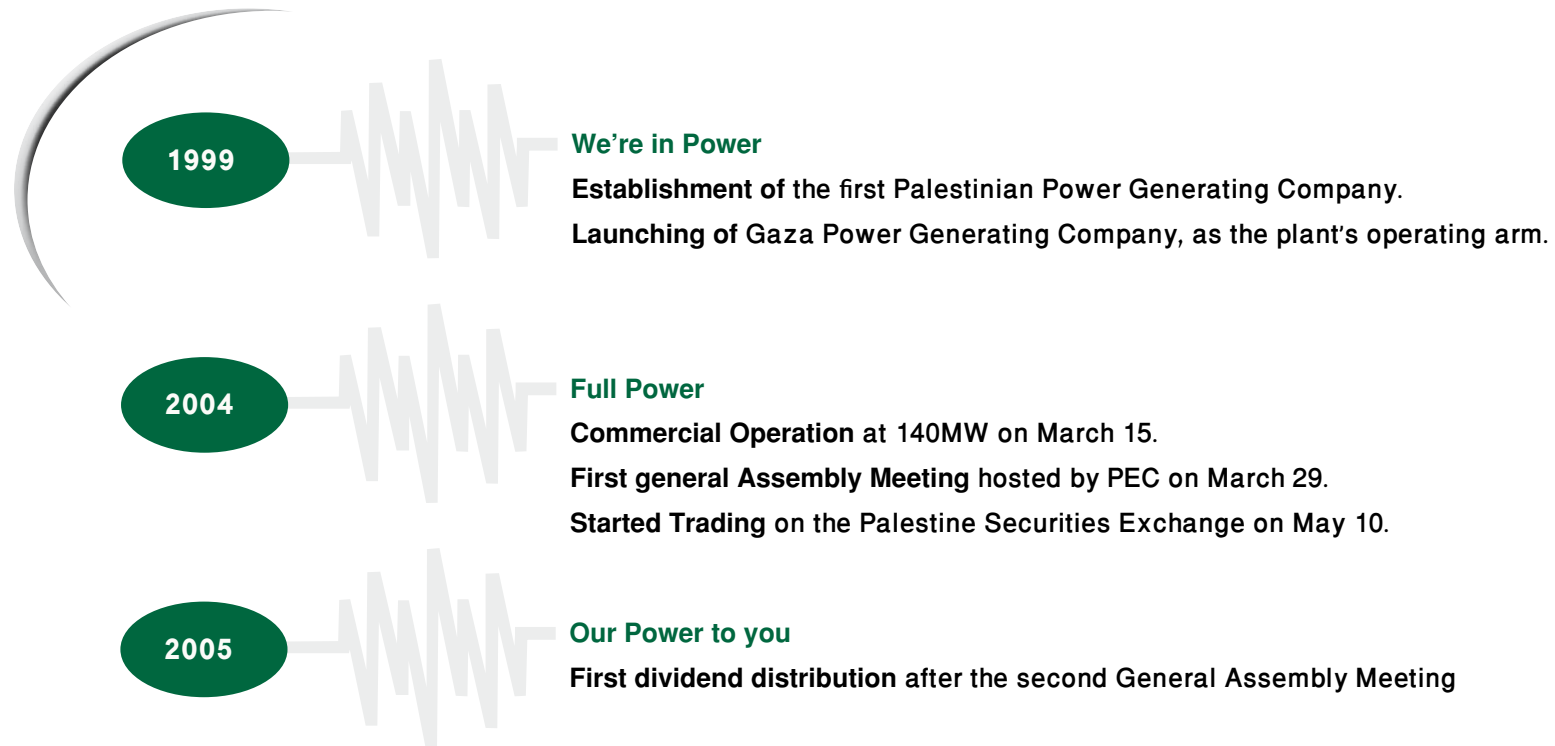 1999
We’re in Power
Establishment of the first Palestinian Power Generating Company.
Launching of Gaza Power Generating Company, as the plant’s operating arm.
2004
Full Power
Commercial Operation at 140MW on March 15.
First general Assembly Meeting hosted by PEC on March 29.
Started Trading on the Palestine Securities Exchange on May 10.
2005
Our Power to you
First dividend distribution after the second General Assembly Meeting